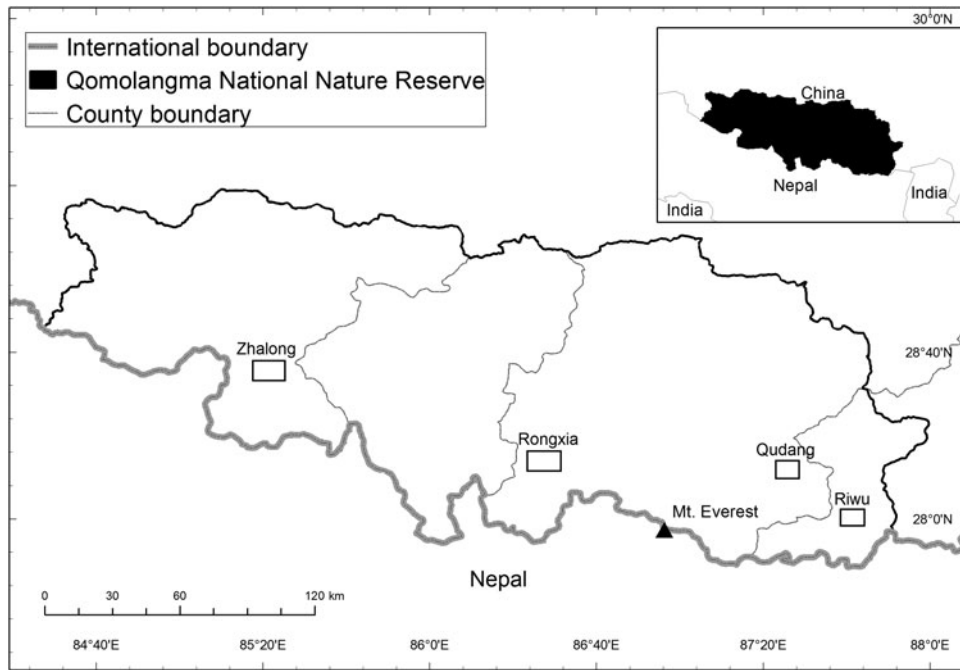 30°0'N
International boundary
Qomolangma National Nature Reserve
County boundary
China
Nepal
India
India
Zhalong
28°40'N
Rongxia
Qudang
Riwu
Mt. Everest
28°0'N
Nepal
0 30 60 120 km
84°40'E 85°20'E 86°0'E 86°40'E 87°20'E 88°0'E